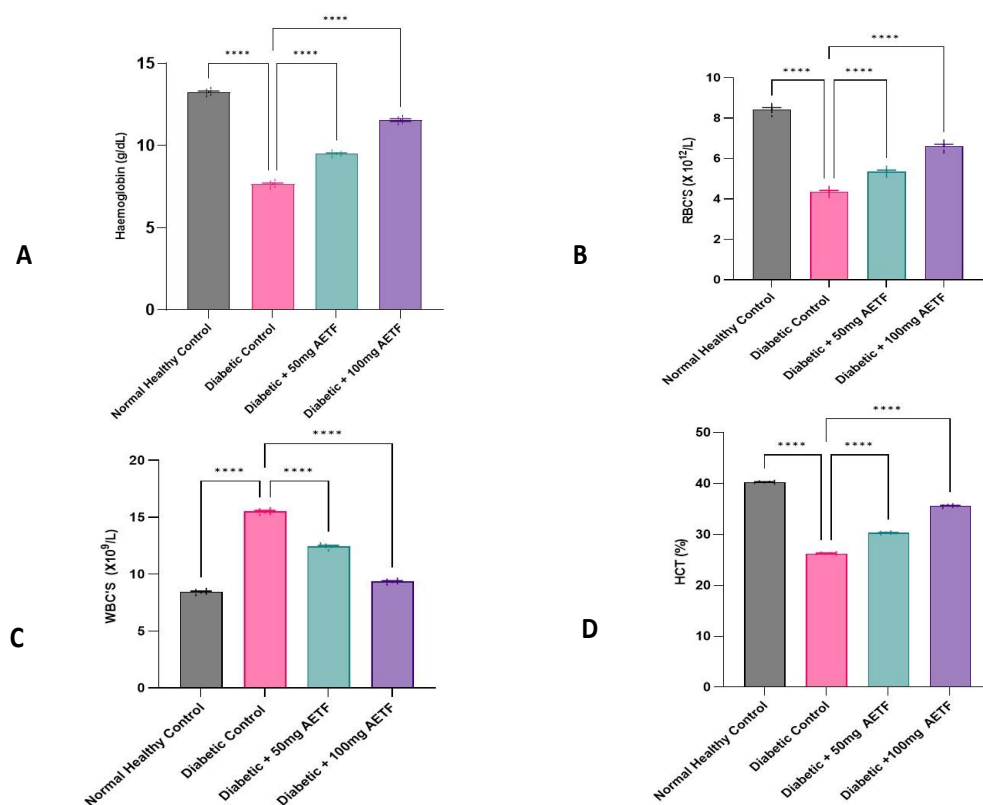 A
Haemoglobin (g/dL)
15
10
5
0
****
****
****
Normal Healthy Control
Diabetic Control
Diabetic + 50mg AETF
Diabetic + 100mg AETF
B
RBC'S (X 10¹²/L)
10
8
6
4
2
0
****
****
****
Normal Healthy Control
Diabetic Control
Diabetic + 50mg AETF
Diabetic + 100mg AETF
C
WBC'S (X10⁹/L)
20
15
10
5
0
****
****
****
Normal Healthy Control
Diabetic Control
Diabetic + 50mg AETF
Diabetic + 100mg AETF
D
HCT (%)
50
40
30
20
10
0
****
****
****
Normal Healthy Control
Diabetic Control
Diabetic + 50mg AETF
Diabetic +100mg AETF